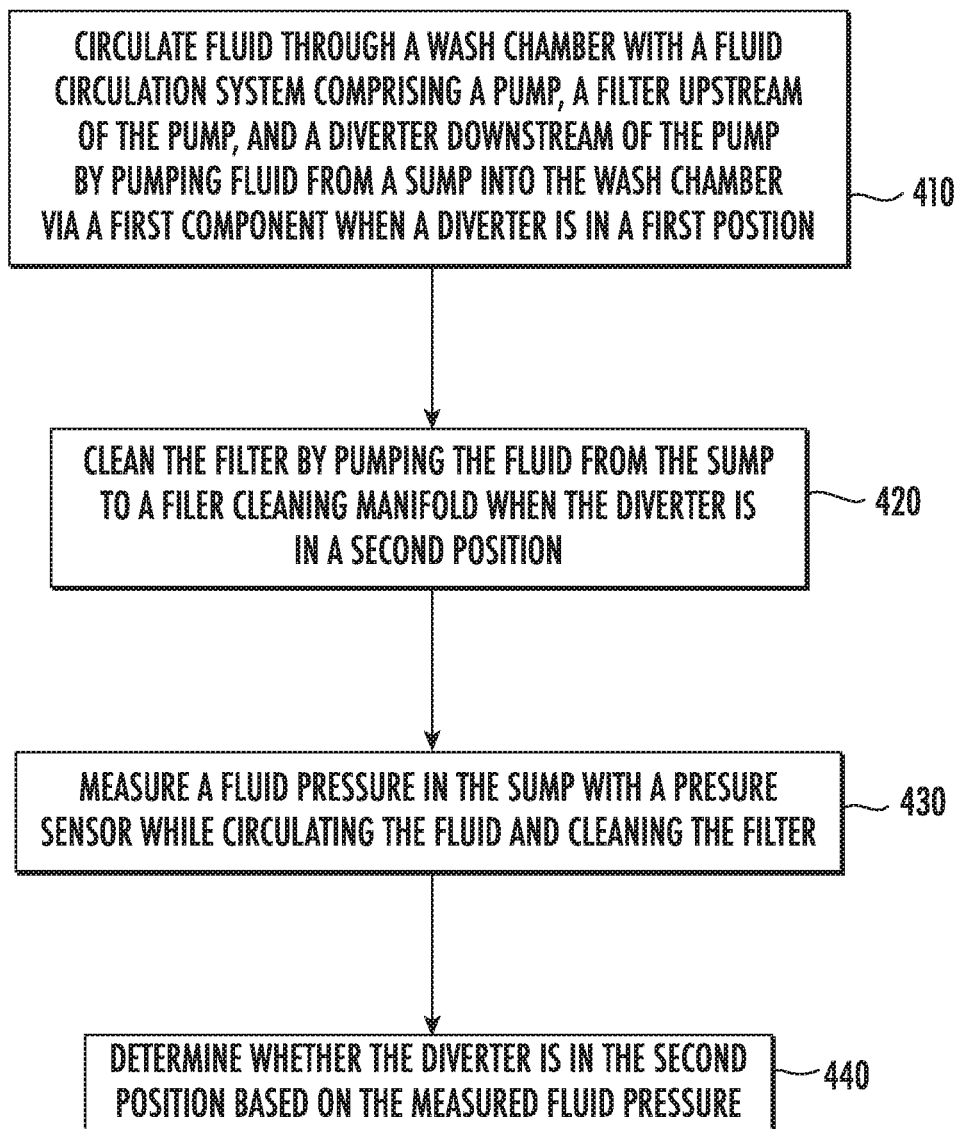 CIRCULATE FLUID THROUGH A WASH CHAMBER WITH A FLUID
CIRCULATION SYSTEM COMPRISING A PUMP, A FILTER UPSTREAM
OF THE PUMP, AND A DIVERTER DOWNSTREAM OF THE PUMP
BY PUMPING FLUID FROM A SUMP INTO THE WASH CHAMBER
VIA A FIRST COMPONENT WHEN A DIVERTER IS IN A FIRST POSTION
410
CLEAN THE FILTER BY PUMPING THE FLUID FROM THE SUMP
TO A FILER CLEANING MANIFOLD WHEN THE DIVERTER IS
IN A SECOND POSITION
420
MEASURE A FLUID PRESSURE IN THE SUMP WITH A PRESURE
SENSOR WHILE CIRCULATING THE FLUID AND CLEANING THE FILTER
430
DETERMINE WHETHER THE DIVERTER IS IN THE SECOND
POSITION BASED ON THE MEASURED FLUID PRESSURE
440